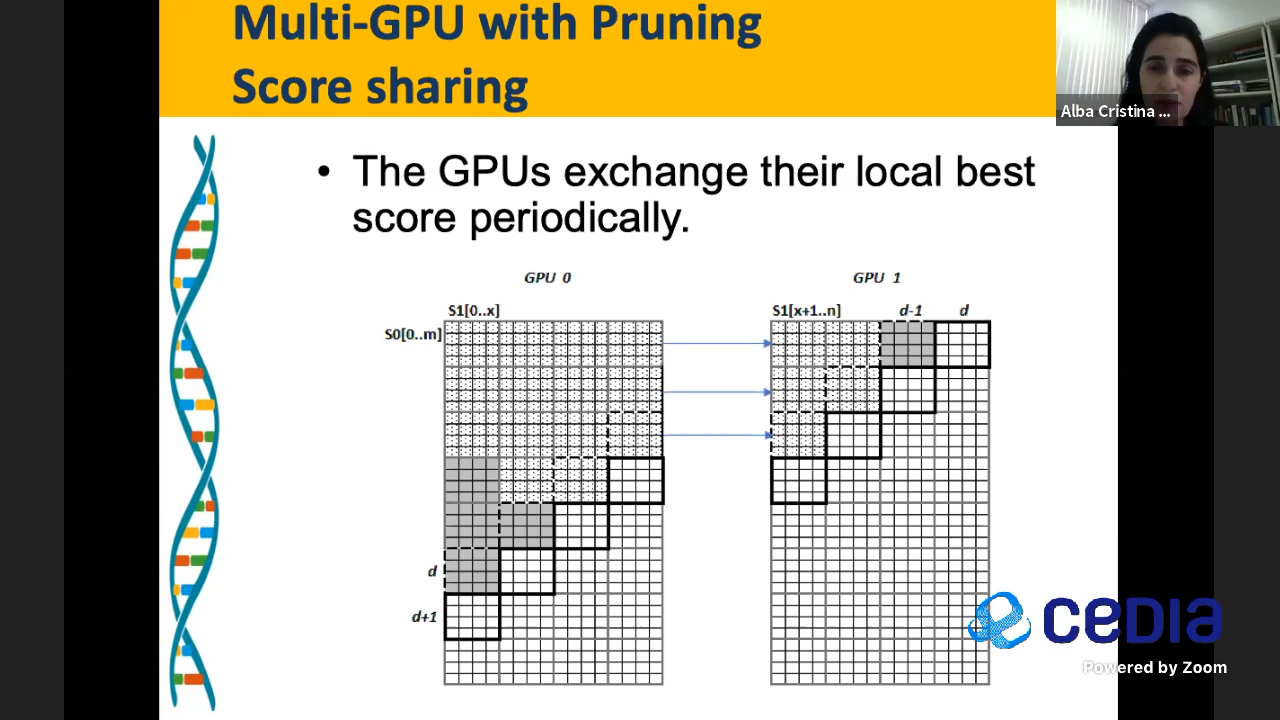 Multi-GPU with Pruning
Score sharing
Alba Cristina ...
• The GPUs exchange their local best
score periodically.
GPU 0
GPU 1
S1[0..x]
S1[x+1..n]
d-1
d
S0[0..m]
d
d+1
cedia
Powered by Zoom